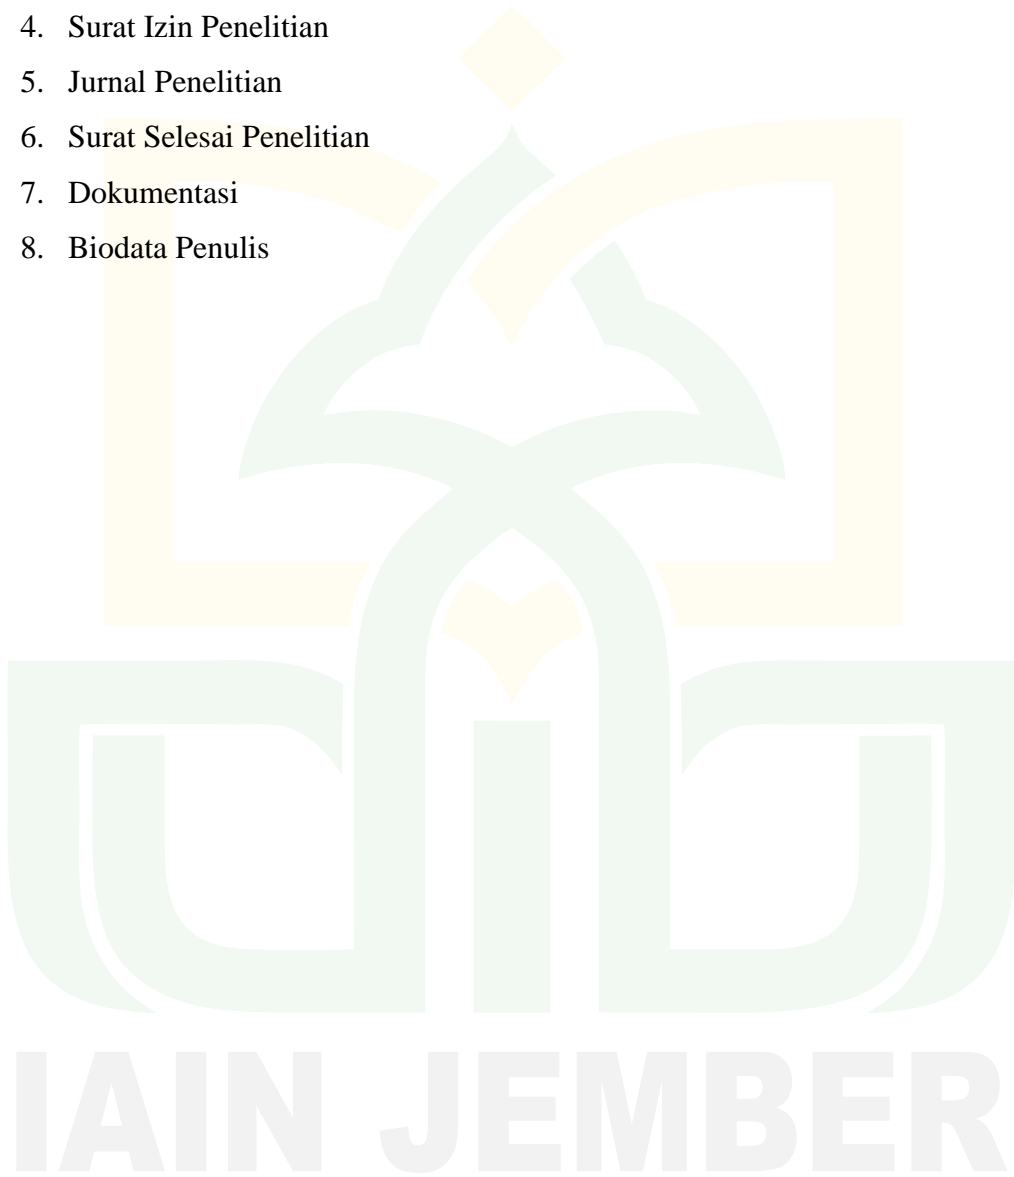 4. Surat Izin Penelitian
5. Jurnal Penelitian
6. Surat Selesai Penelitian
7. Dokumentasi
8. Biodata Penulis
IAIN JEMBER